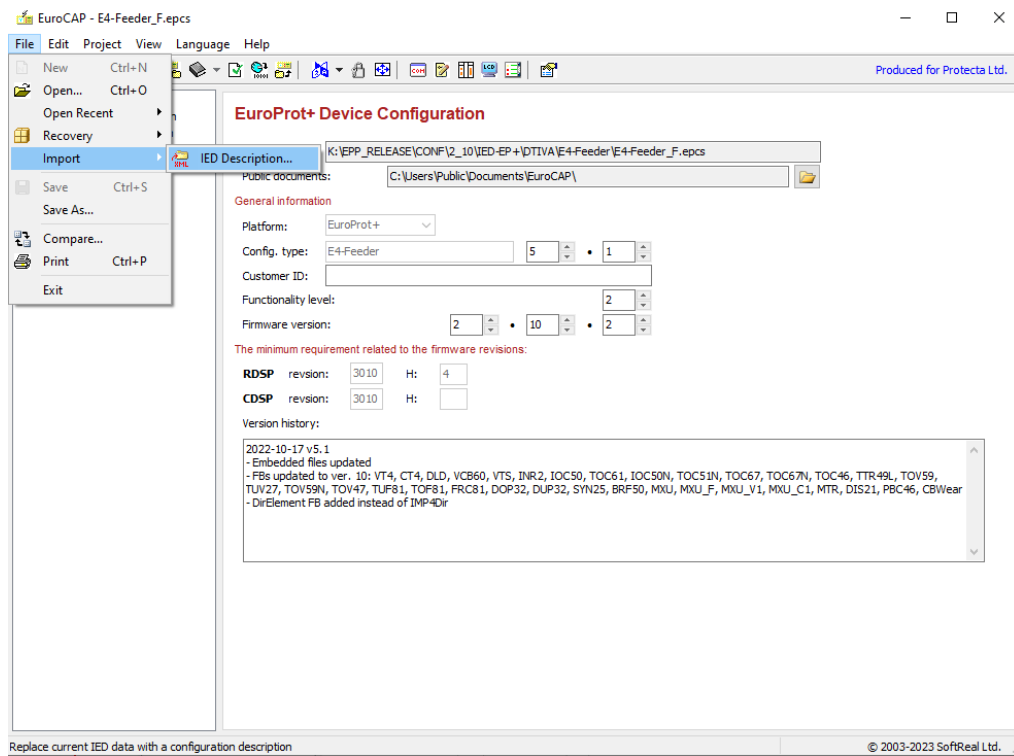 EuroCAP - E4-Feeder_F.epcs
File Edit Project View Language Help
New Ctrl+N
Open... Ctrl+O
Open Recent
Recovery
Import
IED Description...
Save Ctrl+S
Save As...
Compare...
Print Ctrl+P
Exit
Produced for Protecta Ltd.
EuroProt+ Device Configuration
K:\EPP_RELEASE\CONF\2_10\IED-EP+\DTIVA\E4-Feeder\E4-Feeder_F.epcs
Public documents: C:\Users\Public\Documents\EuroCAP\
General information
Platform: EuroProt+
Config. type: E4-Feeder 5 • 1
Customer ID:
Functionality level: 2
Firmware version: 2 • 10 • 2
The minimum requirement related to the firmware revisions:
RDSP revsion: 3010 H: 4
CDSP revsion: 3010 H:
Version history:
2022-10-17 v5.1
- Embedded files updated
- FBs updated to ver. 10: VT4, CT4, DLD, VCB60, VTS, INR2, IOC50, TOC61, IOC50N, TOC51N, TOC67, TOC67N, TOC46, TTR49L, TOV59,
TUV27, TOV59N, TOV47, TUF81, TOF81, FRC81, DOP32, DUP32, SYN25, BRF50, MXU, MXU_F, MXU_V1, MXU_C1, MTR, DIS21, PBC46, CBWear
- DirElement FB added instead of IMP4Dir
Replace current IED data with a configuration description
© 2003-2023 SoftReal Ltd.